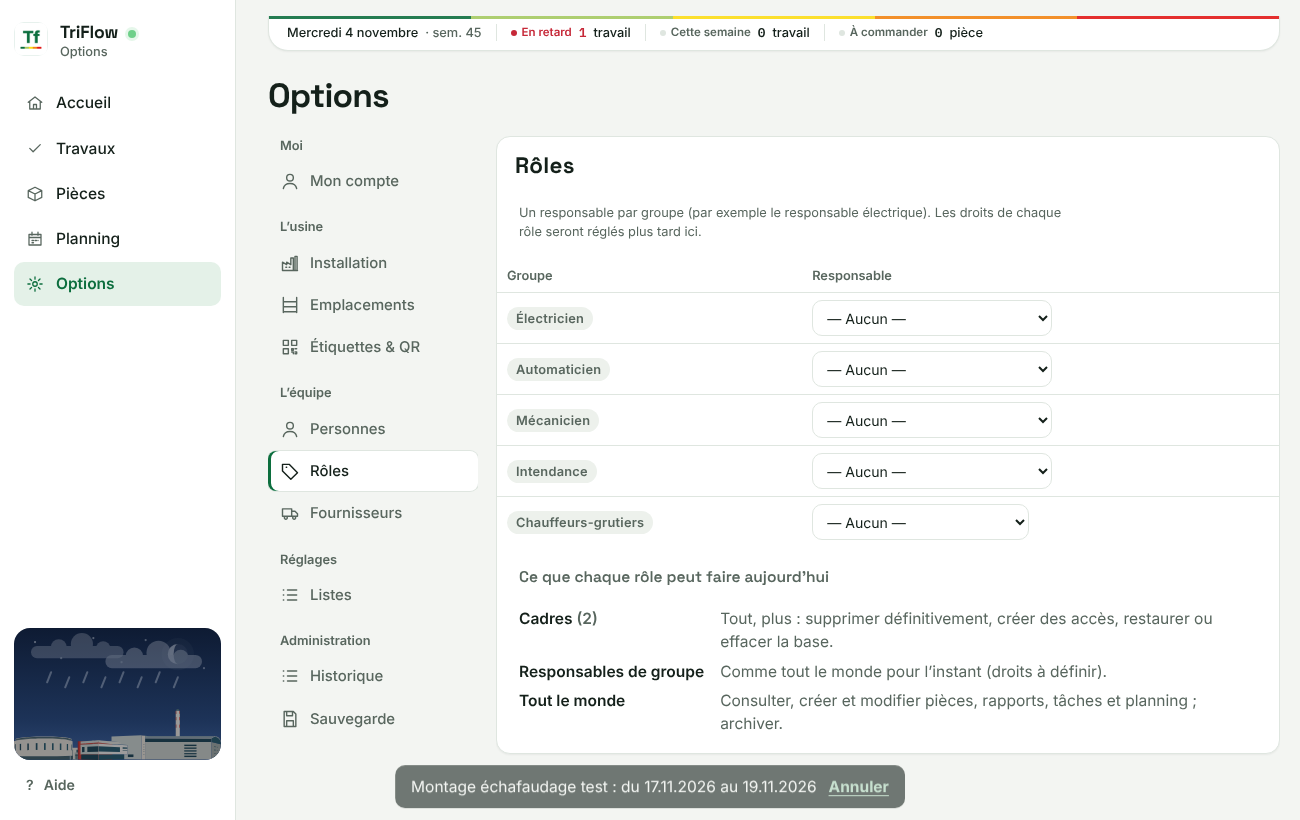 Tf
TriFlow
Options
Accueil
Travaux
Pièces
Planning
Options
? Aide
Mercredi 4 novembre · sem. 45
En retard 1 travail
Cette semaine 0 travail
À commander 0 pièce
Options
Moi
Mon compte
L’usine
Installation
Emplacements
Étiquettes & QR
L’équipe
Personnes
Rôles
Fournisseurs
Réglages
Listes
Administration
Historique
Sauvegarde
Rôles
Un responsable par groupe (par exemple le responsable électrique). Les droits de chaque
rôle seront réglés plus tard ici.
Groupe Responsable
Électricien — Aucun —
Automaticien — Aucun —
Mécanicien — Aucun —
Intendance — Aucun —
Chauffeurs-grutiers — Aucun —
Ce que chaque rôle peut faire aujourd’hui
Cadres (2) Tout, plus : supprimer définitivement, créer des accès, restaurer ou
effacer la base.
Responsables de groupe Comme tout le monde pour l’instant (droits à définir).
Tout le monde Consulter, créer et modifier pièces, rapports, tâches et planning ;
archiver.
Montage échafaudage test : du 17.11.2026 au 19.11.2026 Annuler